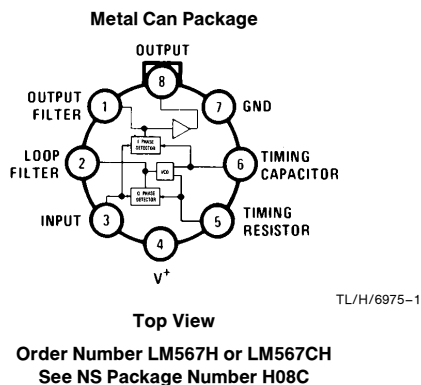 Metal Can Package
OUTPUT
8
OUTPUT
FILTER
1
7
GND
I PHASE
DETECTOR
LOOP
FILTER
2
VCO
6
TIMING
CAPACITOR
Q PHASE
DETECTOR
INPUT
3
5
TIMING
RESISTOR
4
V+
TL/H/6975–1
Top View
Order Number LM567H or LM567CH
See NS Package Number H08C